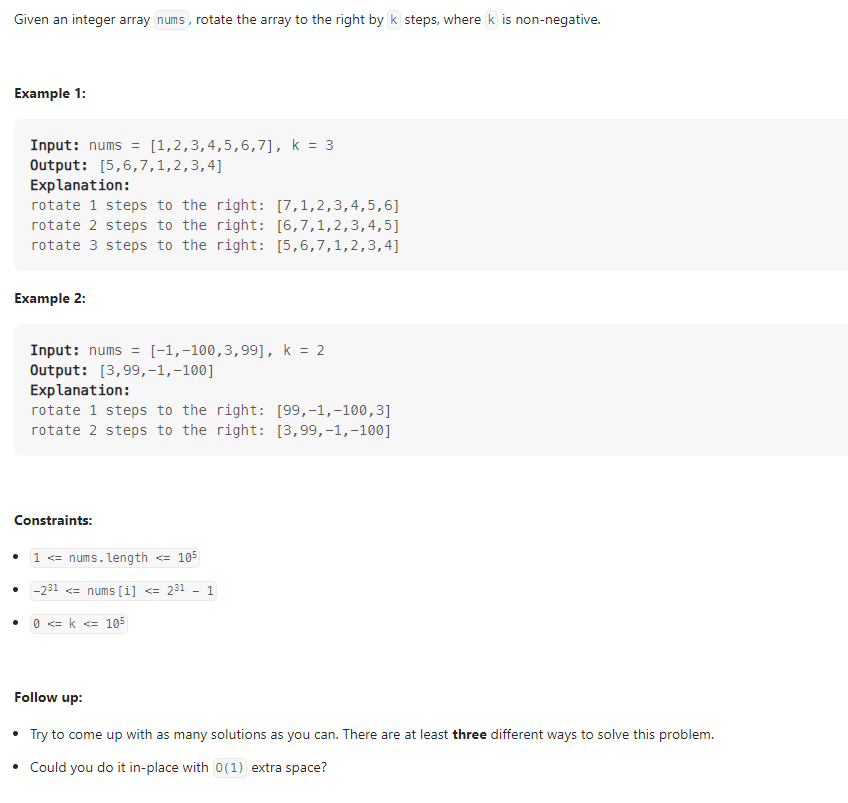 Given an integer array nums, rotate the array to the right by k steps, where k is non-negative.
Example 1:
Input: nums = [1,2,3,4,5,6,7], k = 3
Output: [5,6,7,1,2,3,4]
Explanation:
rotate 1 steps to the right: [7,1,2,3,4,5,6]
rotate 2 steps to the right: [6,7,1,2,3,4,5]
rotate 3 steps to the right: [5,6,7,1,2,3,4]
Example 2:
Input: nums = [-1,-100,3,99], k = 2
Output: [3,99,-1,-100]
Explanation:
rotate 1 steps to the right: [99,-1,-100,3]
rotate 2 steps to the right: [3,99,-1,-100]
Constraints:
• 1 <= nums.length <= 10⁵
• -2³¹ <= nums[i] <= 2³¹ - 1
• 0 <= k <= 10⁵
Follow up:
• Try to come up with as many solutions as you can. There are at least three different ways to solve this problem.
• Could you do it in-place with O(1) extra space?